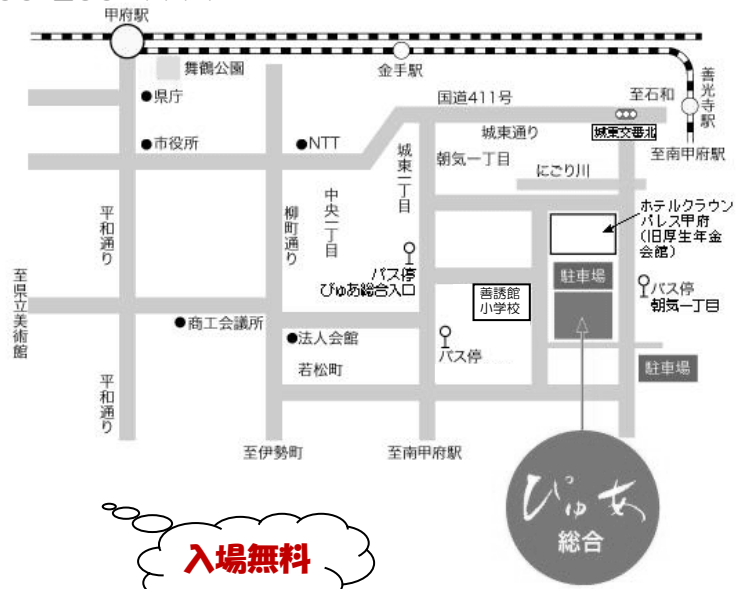 甲府駅
舞鶴公園
金手駅
善光寺駅
●県庁
国道411号
至石和
●市役所
●NTT
城東通り
城東交番北
城東一丁目
朝気一丁目
至南甲府駅
にごり川
平和通り
柳町通り
中央一丁目
ホテルクラウン
パレス甲府
(旧厚生年金
会館)
バス停
ぴゅあ総合入口
駐車場
バス停
朝気一丁目
善誘館
小学校
至県立美術館
●商工会議所
●法人会館
バス停
若松町
駐車場
平和通り
至伊勢町
至南甲府駅
ぴゅあ
総合
入場無料